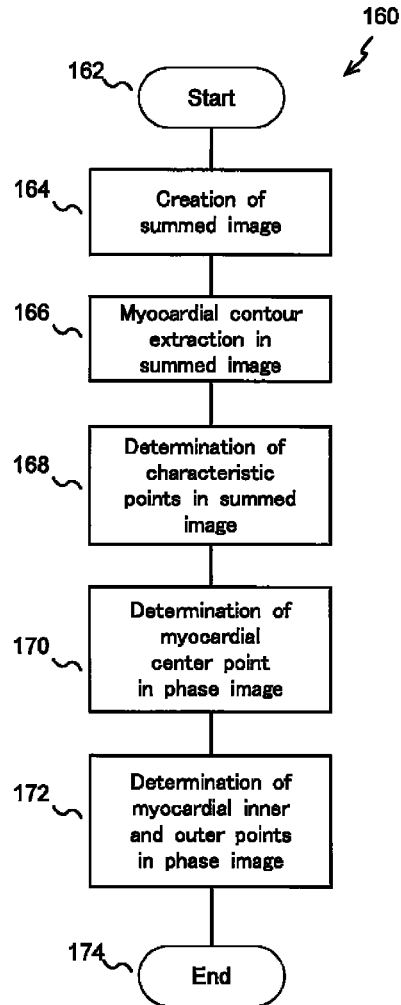 160
162
Start
164
Creation of
summed image
166
Myocardial contour
extraction in
summed image
168
Determination of
characteristic
points in summed
image
170
Determination of
myocardial
center point
in phase image
172
Determination of
myocardial inner
and outer points
in phase image
174
End